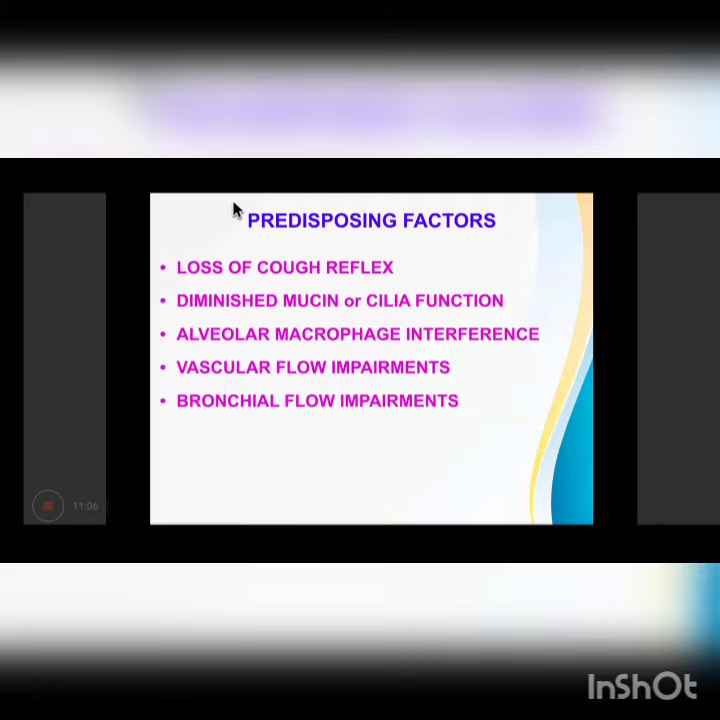 PREDISPOSING FACTORS
• LOSS OF COUGH REFLEX
• DIMINISHED MUCIN or CILIA FUNCTION
• ALVEOLAR MACROPHAGE INTERFERENCE
• VASCULAR FLOW IMPAIRMENTS
• BRONCHIAL FLOW IMPAIRMENTS
11:06
InShOt